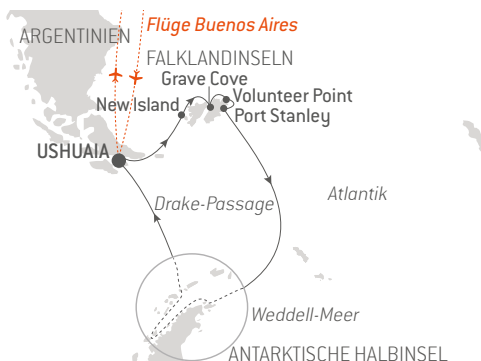 Flüge Buenos Aires
ARGENTINIEN
FALKLANDINSELN
Grave Cove
New Island
Volunteer Point
Port Stanley
USHUAIA
Drake-Passage
Atlantik
Weddell-Meer
ANTARKTISCHE HALBINSEL